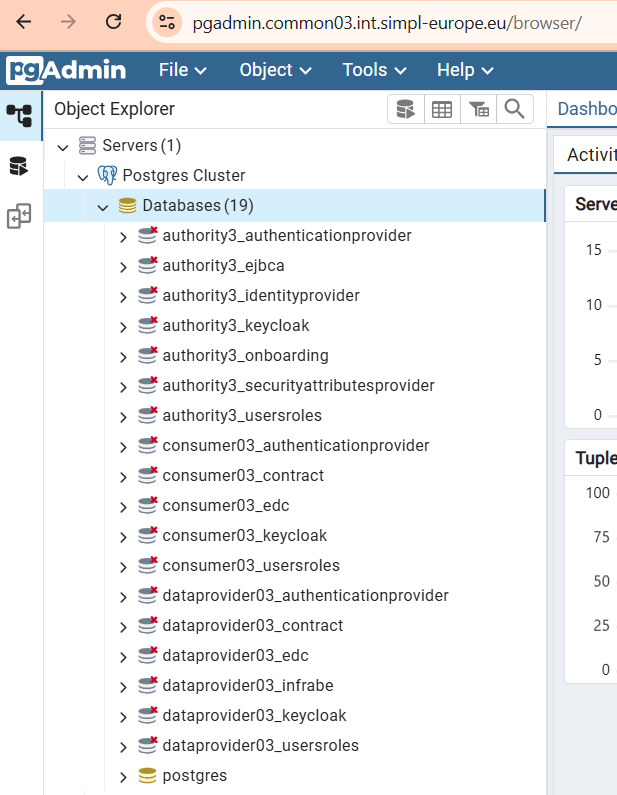 pgadmin.common03.int.simpl-europe.eu/browser/
pgAdmin File Object Tools Help
Object Explorer
Dashbo
Servers (1)
Activit
Postgres Cluster
Databases (19)
Serve
authority3_authenticationprovider
15
authority3_ejbca
authority3_identityprovider
10
authority3_keycloak
authority3_onboarding
5
authority3_securityattributesprovider
authority3_usersroles
0
consumer03_authenticationprovider
Tuple
consumer03_contract
100
consumer03_edc
consumer03_keycloak
75
consumer03_usersroles
50
dataprovider03_authenticationprovider
dataprovider03_contract
25
dataprovider03_edc
0
dataprovider03_infrabe
dataprovider03_keycloak
dataprovider03_usersroles
postgres